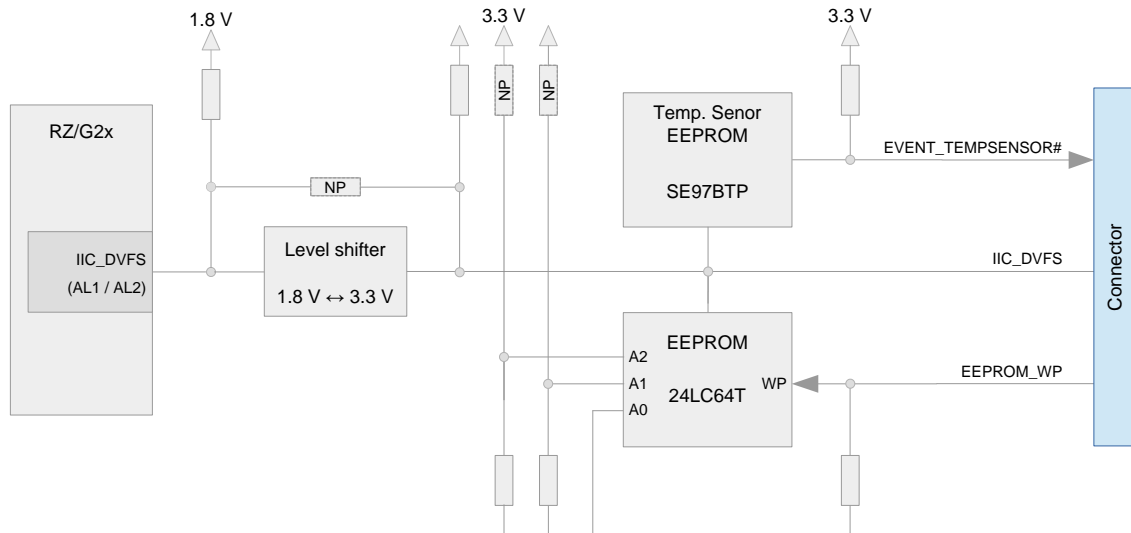 1.8 V
3.3 V
3.3 V
NP
NP
RZ/G2x
Temp. Senor
EEPROM
SE97BTP
EVENT_TEMPSENSOR#
NP
IIC_DVFS
(AL1 / AL2)
Level shifter
1.8 V ↔ 3.3 V
IIC_DVFS
Connector
EEPROM
24LC64T
A2
A1
A0
WP
EEPROM_WP